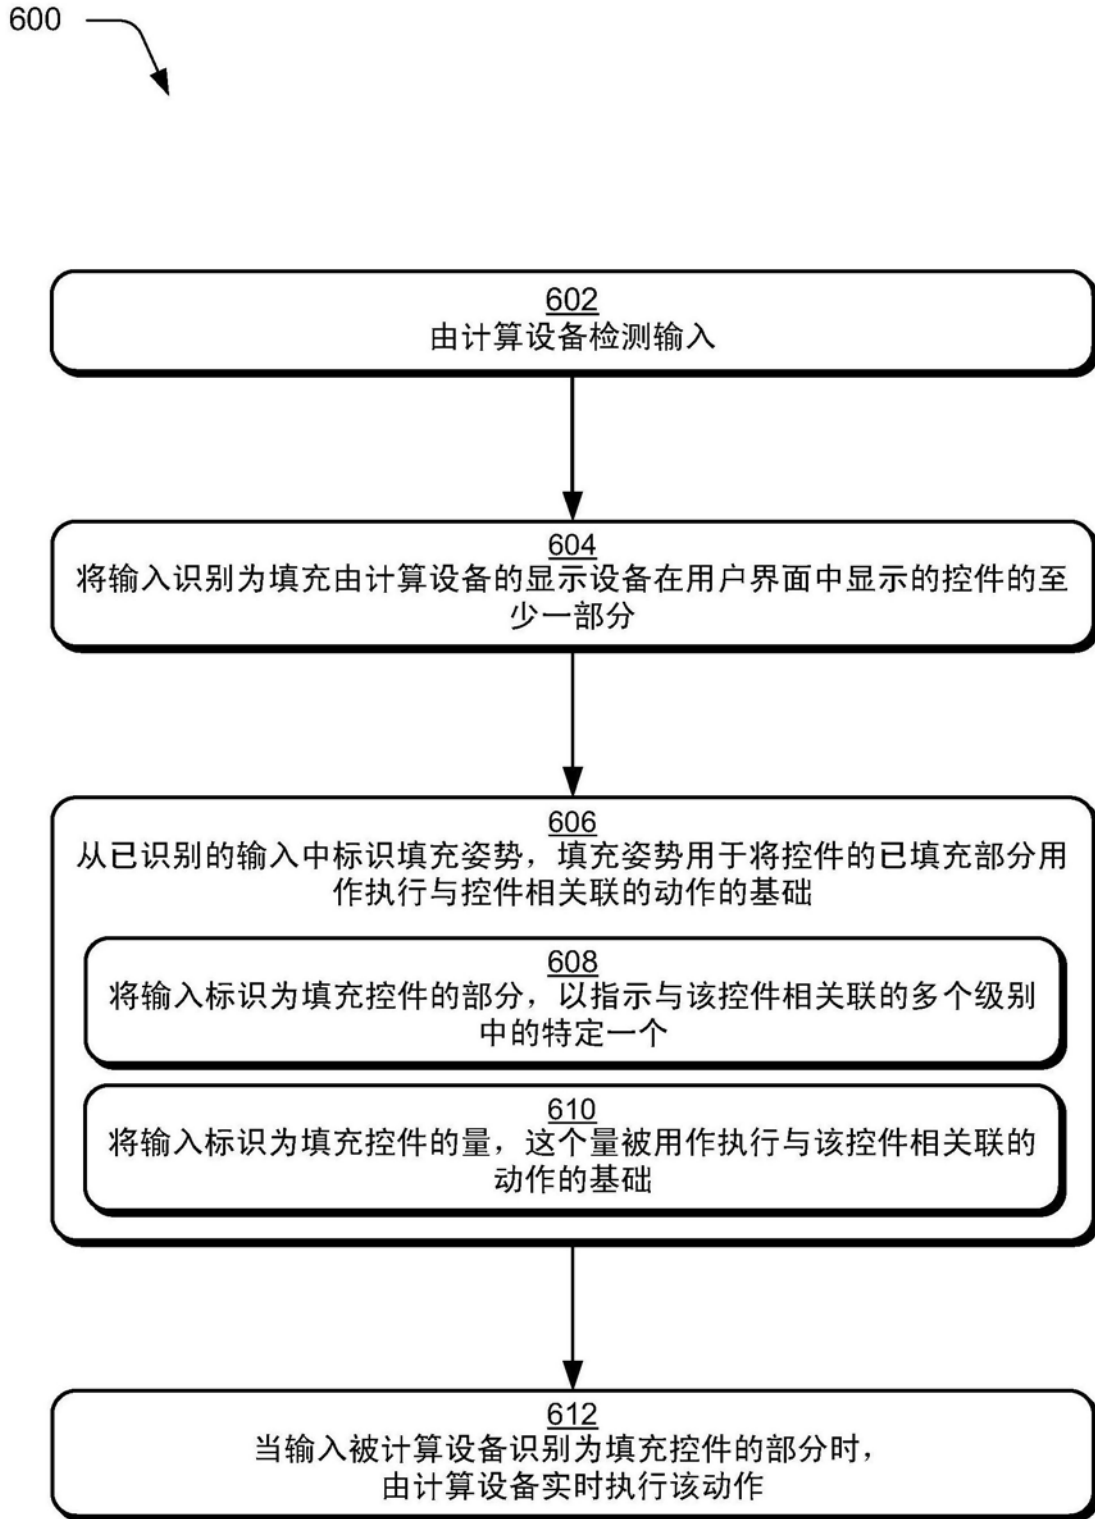 600
602
由计算设备检测输入
604
将输入识别为填充由计算设备的显示设备在用户界面中显示的控件的至
少一部分
606
从已识别的输入中标识填充姿势，填充姿势用于将控件的已填充部分用
作执行与控件相关联的动作的基础
608
将输入标识为填充控件的部分，以指示与该控件相关联的多个级别
中的特定一个
610
将输入标识为填充控件的量，这个量被用作执行与该控件相关联的
动作的基础
612
当输入被计算设备识别为填充控件的部分时，
由计算设备实时执行该动作